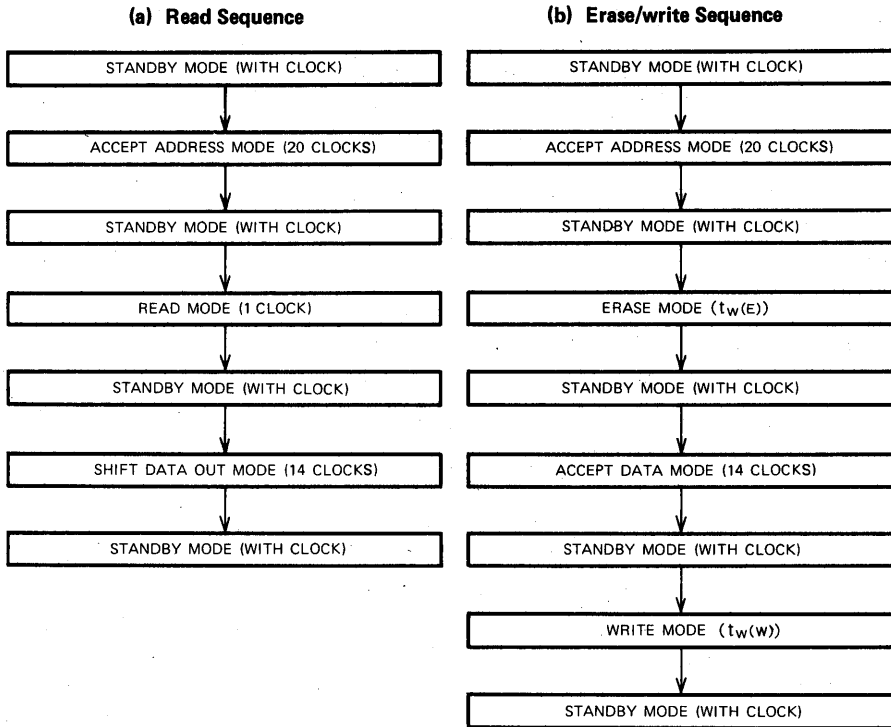 (a) Read Sequence
STANDBY MODE (WITH CLOCK)
ACCEPT ADDRESS MODE (20 CLOCKS)
STANDBY MODE (WITH CLOCK)
READ MODE (1 CLOCK)
STANDBY MODE (WITH CLOCK)
SHIFT DATA OUT MODE (14 CLOCKS)
STANDBY MODE (WITH CLOCK)
(b) Erase/write Sequence
STANDBY MODE (WITH CLOCK)
ACCEPT ADDRESS MODE (20 CLOCKS)
STANDBY MODE (WITH CLOCK)
ERASE MODE (tw(E))
STANDBY MODE (WITH CLOCK)
ACCEPT DATA MODE (14 CLOCKS)
STANDBY MODE (WITH CLOCK)
WRITE MODE (tw(W))
STANDBY MODE (WITH CLOCK)